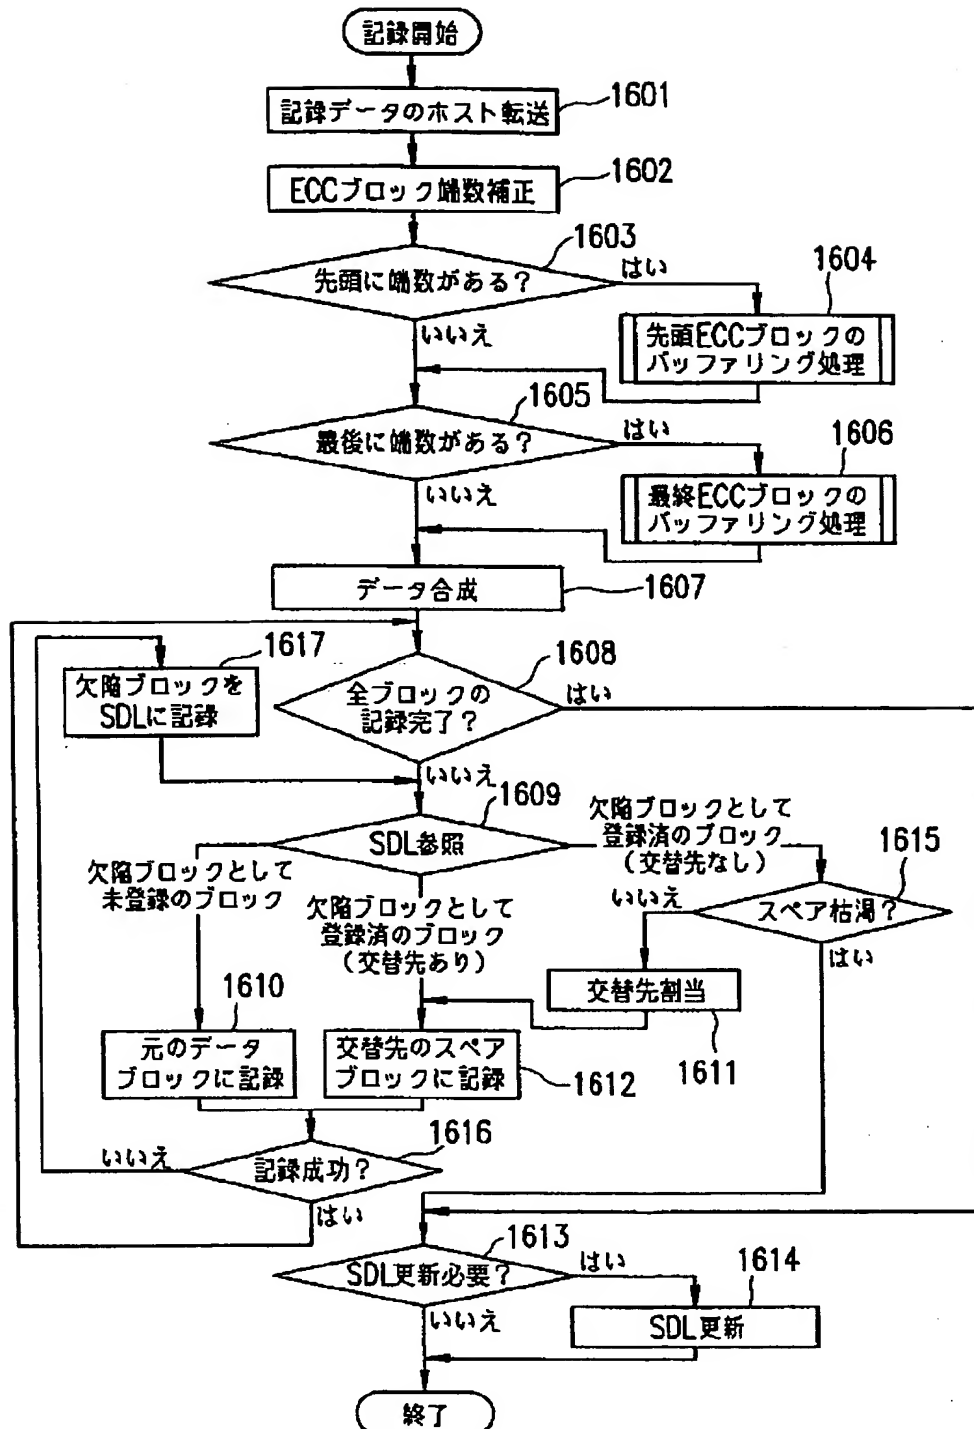 記録開始
記録データのホスト転送
1601
ECCブロック端数補正
1602
先頭に端数がある?
1603
はい
いいえ
1604
先頭ECCブロックの
バッファリング処理
最後に端数がある?
1605
はい
いいえ
1606
最終ECCブロックの
バッファリング処理
データ合成
1607
1617
欠陥ブロックを
SDLに記録
全ブロックの
記録完了?
1608
はい
いいえ
SDL参照
1609
欠陥ブロックとして
未登録のブロック
欠陥ブロックとして
登録済のブロック
(交替先あり)
欠陥ブロックとして
登録済のブロック
(交替先なし)
1615
スペア枯渇?
いいえ
はい
交替先割当
1611
1610
元のデータ
ブロックに記録
交替先のスペア
ブロックに記録
1612
記録成功?
1616
いいえ
はい
SDL更新必要?
1613
はい
いいえ
1614
SDL更新
終了